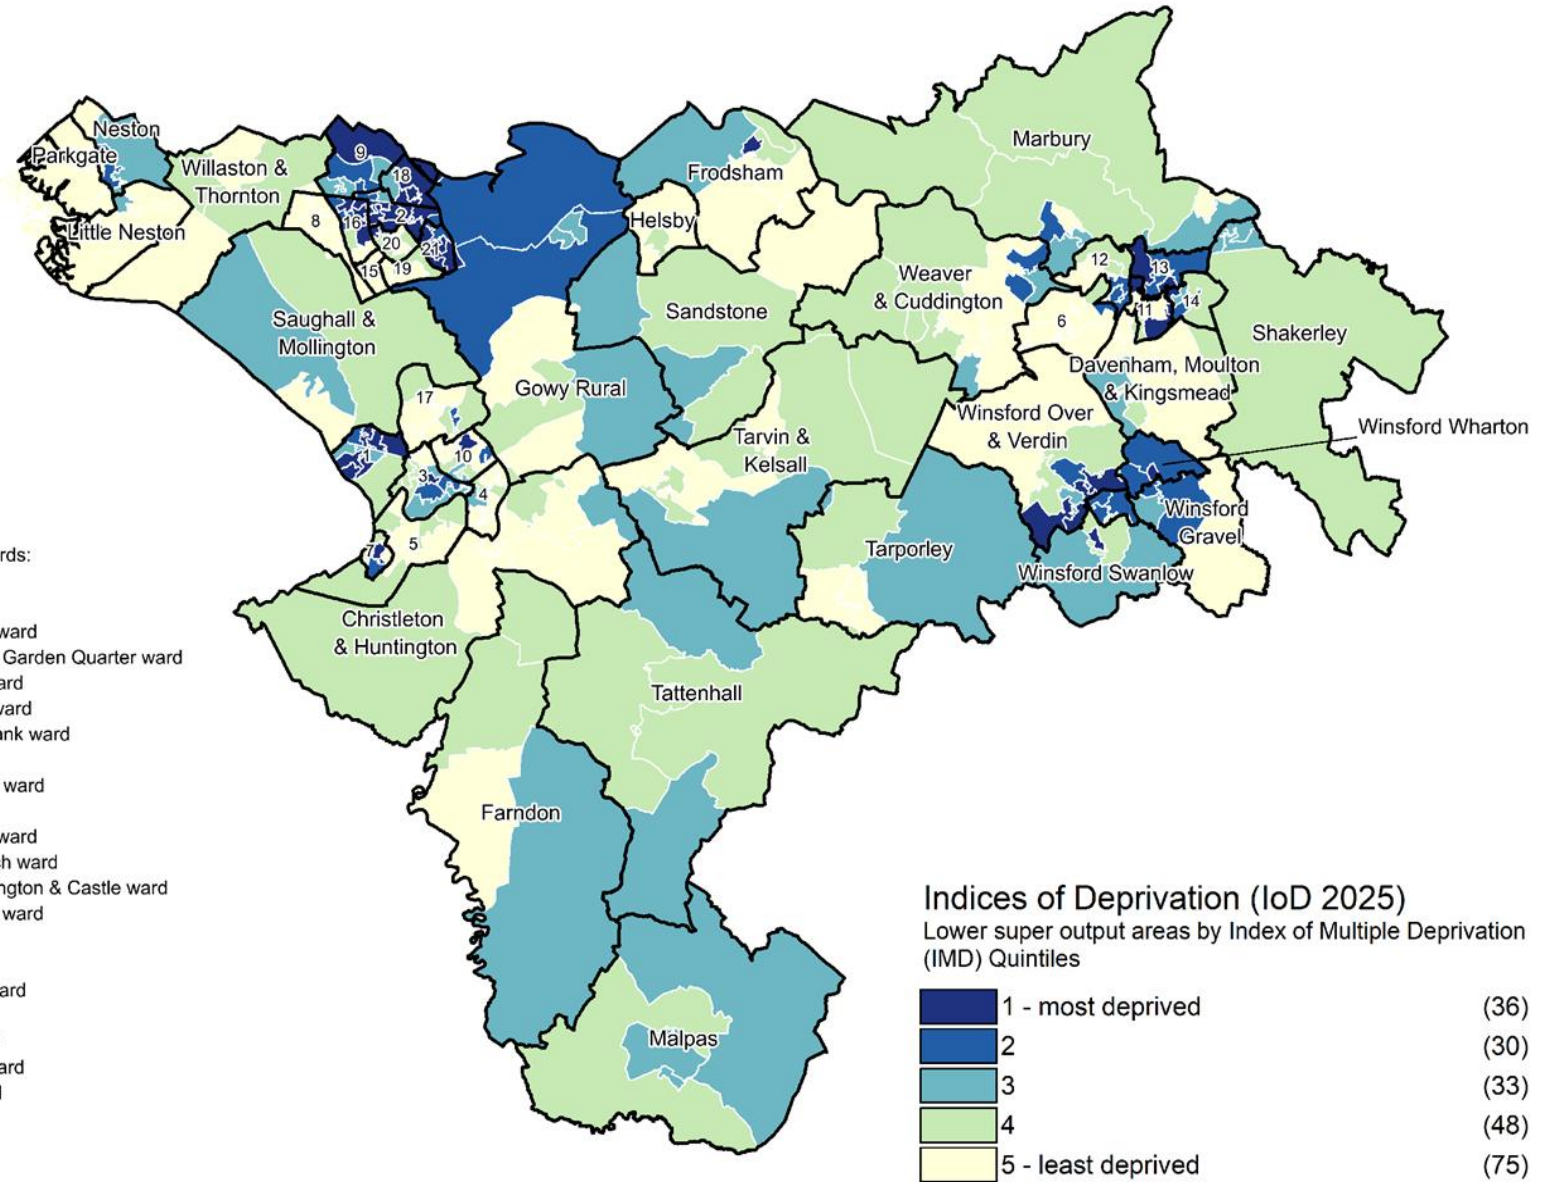 Neston
Parkgate
Willaston &
Thornton
Little Neston
9
18
8
16
2
20
21
15
19
Frodsham
Helsby
Marbury
Weaver
& Cuddington
Sandstone
12
13
11
14
6
Shakerley
Saughall &
Mollington
Davenham, Moulton
& Kingsmead
Gowy Rural
17
Winsford Over
& Verdin
Winsford Wharton
Tarvin &
Kelsall
1
10
3
4
Winsford
Gravel
7
5
Tarporley
Winsford Swanlow
Christleton
& Huntington
Tattenhall
Farndon
Malpas
rds:
ward
Garden Quarter ward
ard
ward
ank ward
ward
ward
ch ward
ngton & Castle ward
ward
ard
ard
Indices of Deprivation (IoD 2025)
Lower super output areas by Index of Multiple Deprivation
(IMD) Quintiles
1 - most deprived (36)
2 (30)
3 (33)
4 (48)
5 - least deprived (75)